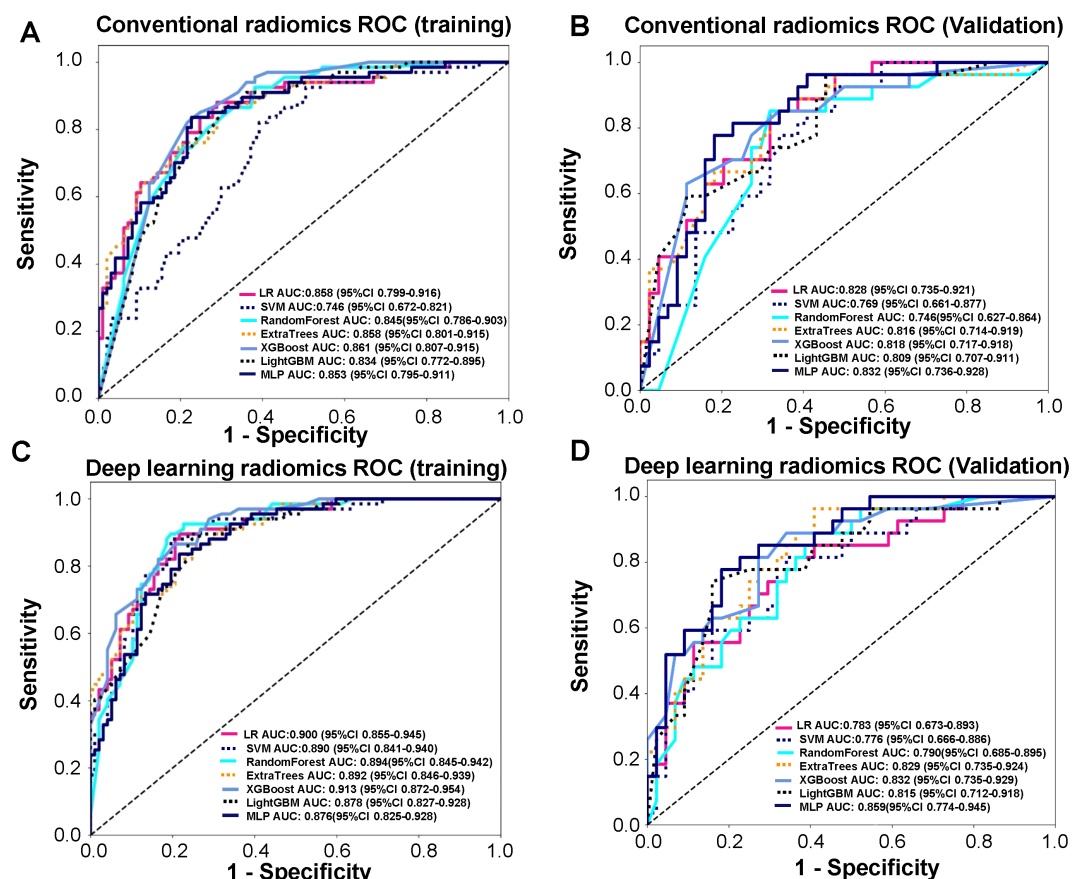 A
Conventional radiomics ROC (training)
1.0
0.8
0.6
0.4
0.2
0.0
Sensitivity
LR AUC:0.858 (95%CI 0.799-0.916)
SVM AUC:0.746 (95%CI 0.672-0.821)
RandomForest AUC: 0.845(95%CI 0.786-0.903)
ExtraTrees AUC: 0.858 (95%CI 0.801-0.915)
XGBoost AUC: 0.861 (95%CI 0.807-0.915)
LightGBM AUC: 0.834 (95%CI 0.772-0.895)
MLP AUC: 0.853 (95%CI 0.795-0.911)
0.0 0.2 0.4 0.6 0.8 1.0
1 - Specificity
B
Conventional radiomics ROC (Validation)
1.0
0.8
0.6
0.4
0.2
0.0
Sensitivity
LR AUC:0.828 (95%CI 0.735-0.921)
SVM AUC:0.769 (95%CI 0.661-0.877)
RandomForest AUC: 0.746(95%CI 0.627-0.864)
ExtraTrees AUC: 0.816 (95%CI 0.714-0.919)
XGBoost AUC: 0.818 (95%CI 0.717-0.918)
LightGBM AUC: 0.809 (95%CI 0.707-0.911)
MLP AUC: 0.832 (95%CI 0.736-0.928)
0.0 0.2 0.4 0.6 0.8 1.0
1 - Specificity
C
Deep learning radiomics ROC (training)
1.0
0.8
0.6
0.4
0.2
0.0
Sensitivity
LR AUC:0.900 (95%CI 0.855-0.945)
SVM AUC:0.890 (95%CI 0.841-0.940)
RandomForest AUC: 0.894(95%CI 0.845-0.942)
ExtraTrees AUC: 0.892 (95%CI 0.846-0.939)
XGBoost AUC: 0.913 (95%CI 0.872-0.954)
LightGBM AUC: 0.878 (95%CI 0.827-0.928)
MLP AUC: 0.876(95%CI 0.825-0.928)
0.0 0.2 0.4 0.6 0.8 1.0
1 - Specificity
D
Deep learning radiomics ROC (Validation)
1.0
0.8
0.6
0.4
0.2
0.0
Sensitivity
LR AUC:0.783 (95%CI 0.673-0.893)
SVM AUC:0.776 (95%CI 0.666-0.886)
RandomForest AUC: 0.790(95%CI 0.685-0.895)
ExtraTrees AUC: 0.829 (95%CI 0.735-0.924)
XGBoost AUC: 0.832 (95%CI 0.735-0.929)
LightGBM AUC: 0.815 (95%CI 0.712-0.918)
MLP AUC: 0.859(95%CI 0.774-0.945)
0.0 0.2 0.4 0.6 0.8 1.0
1 - Specificity